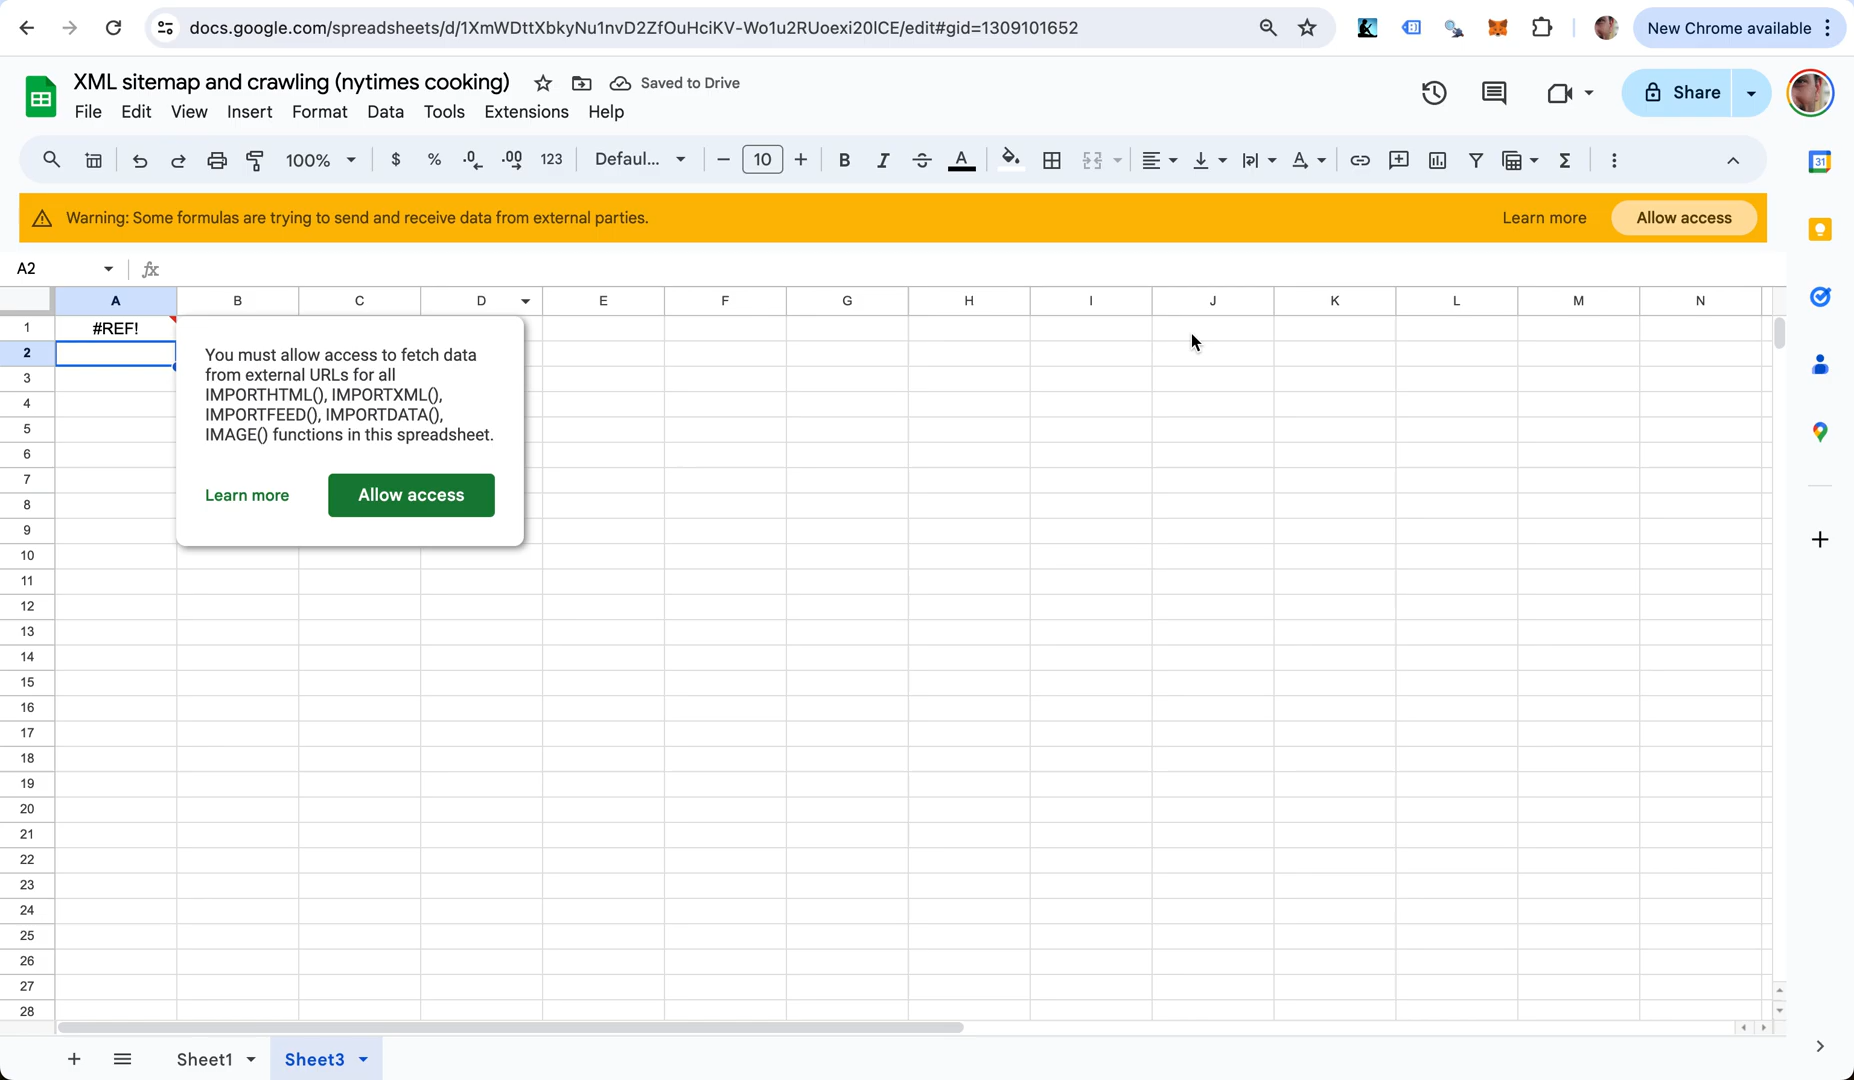 docs.google.com/spreadsheets/d/1XmWDttXbkyNu1nvD2ZfOuHciKV-Wo1u2RUoexi20lCE/edit#gid=1309101652
New Chrome available
XML sitemap and crawling (nytimes cooking)
Saved to Drive
Share
File Edit View Insert Format Data Tools Extensions Help
100% $ % .0 .00 123 Defaul... − 10 + B I S A Σ
31
Warning: Some formulas are trying to send and receive data from external parties.
Learn more
Allow access
A2
fx
A B C D E F G H I J K L M N
1 #REF!
2
3
4
5
6
7
8
9
10
11
12
13
14
15
16
17
18
19
20
21
22
23
24
25
26
27
28
You must allow access to fetch data
from external URLs for all
IMPORTHTML(), IMPORTXML(),
IMPORTFEED(), IMPORTDATA(),
IMAGE() functions in this spreadsheet.
Learn more
Allow access
Sheet1
Sheet3